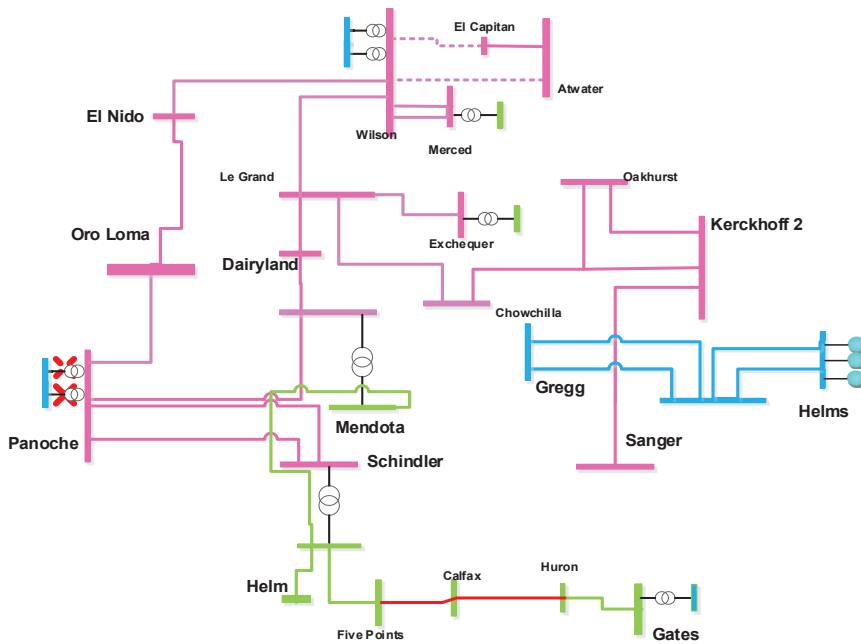 El Capitan
Atwater
El Nido
Wilson
Merced
Le Grand
Oakhurst
Kerckhoff 2
Oro Loma
Exchequer
Dairyland
Chowchilla
Gregg
Helms
Panoche
Mendota
Sanger
Schindler
Helm
Calfax
Huron
Five Points
Gates